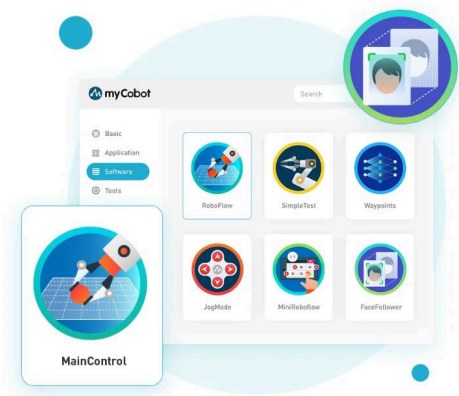 myCobot
Search
Basic
Application
Software
Tools
RoboFlow
SimpleTest
Waypoints
JogMode
MiniRoboflow
FaceFollower
MainControl